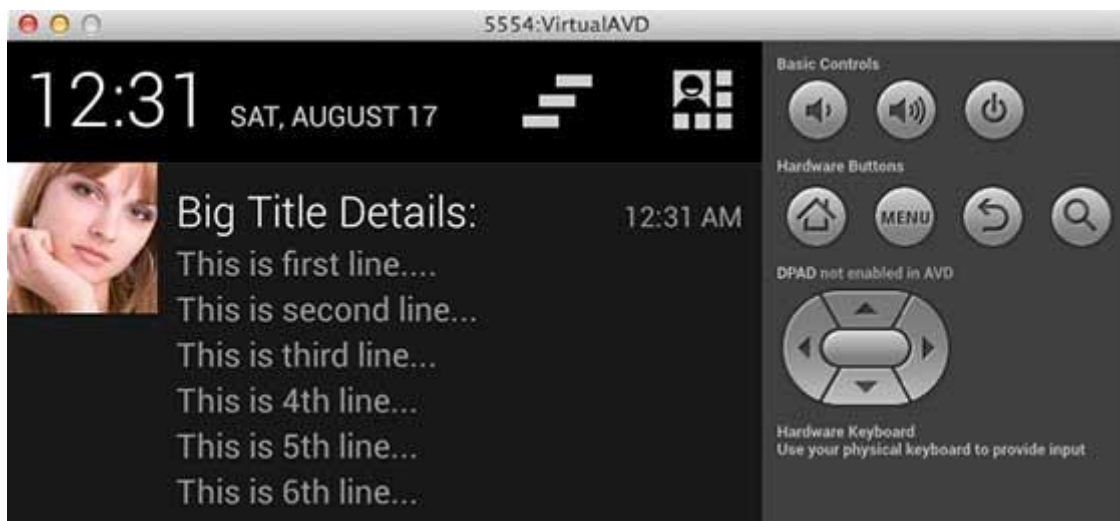 5554:VirtualAVD
12:31 SAT, AUGUST 17
Big Title Details: 12:31 AM
This is first line....
This is second line...
This is third line...
This is 4th line...
This is 5th line...
This is 6th line...
Basic Controls
Hardware Buttons
MENU
DPAD not enabled in AVD
Hardware Keyboard
Use your physical keyboard to provide input